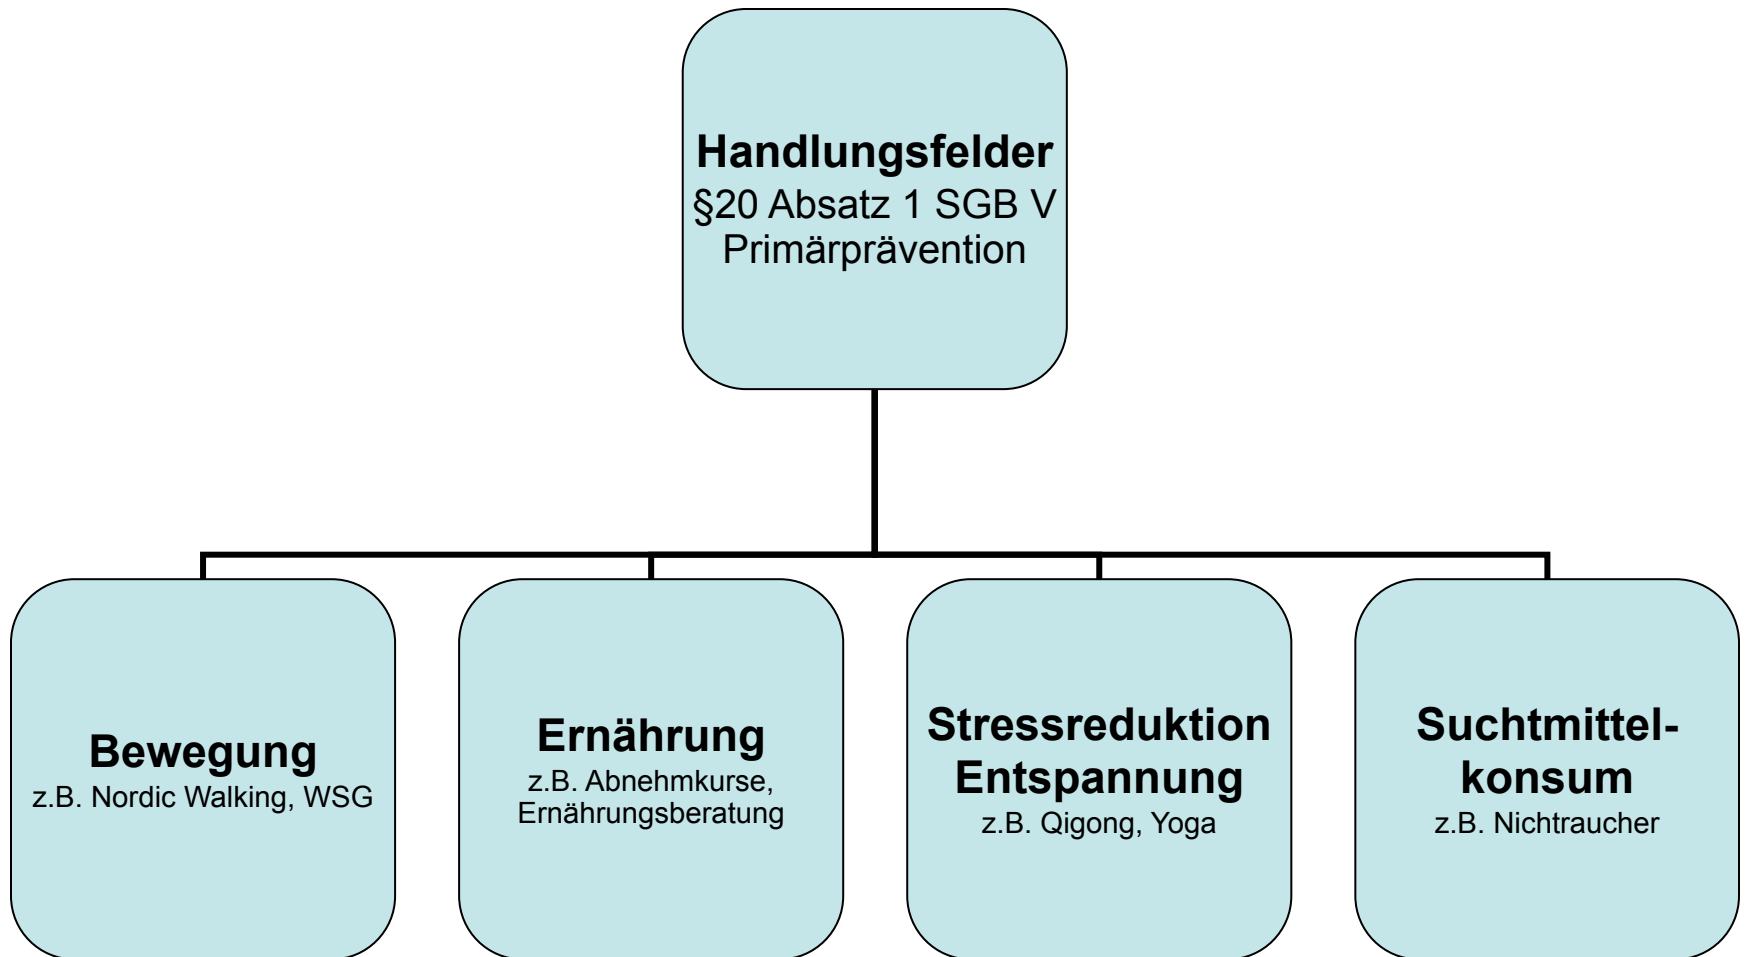 Handlungsfelder
§20 Absatz 1 SGB V
Primärprävention
Bewegung
z.B. Nordic Walking, WSG
Ernährung
z.B. Abnehmkurse,
Ernährungsberatung
Stressreduktion
Entspannung
z.B. Qigong, Yoga
Suchtmittel-
konsum
z.B. Nichtraucher